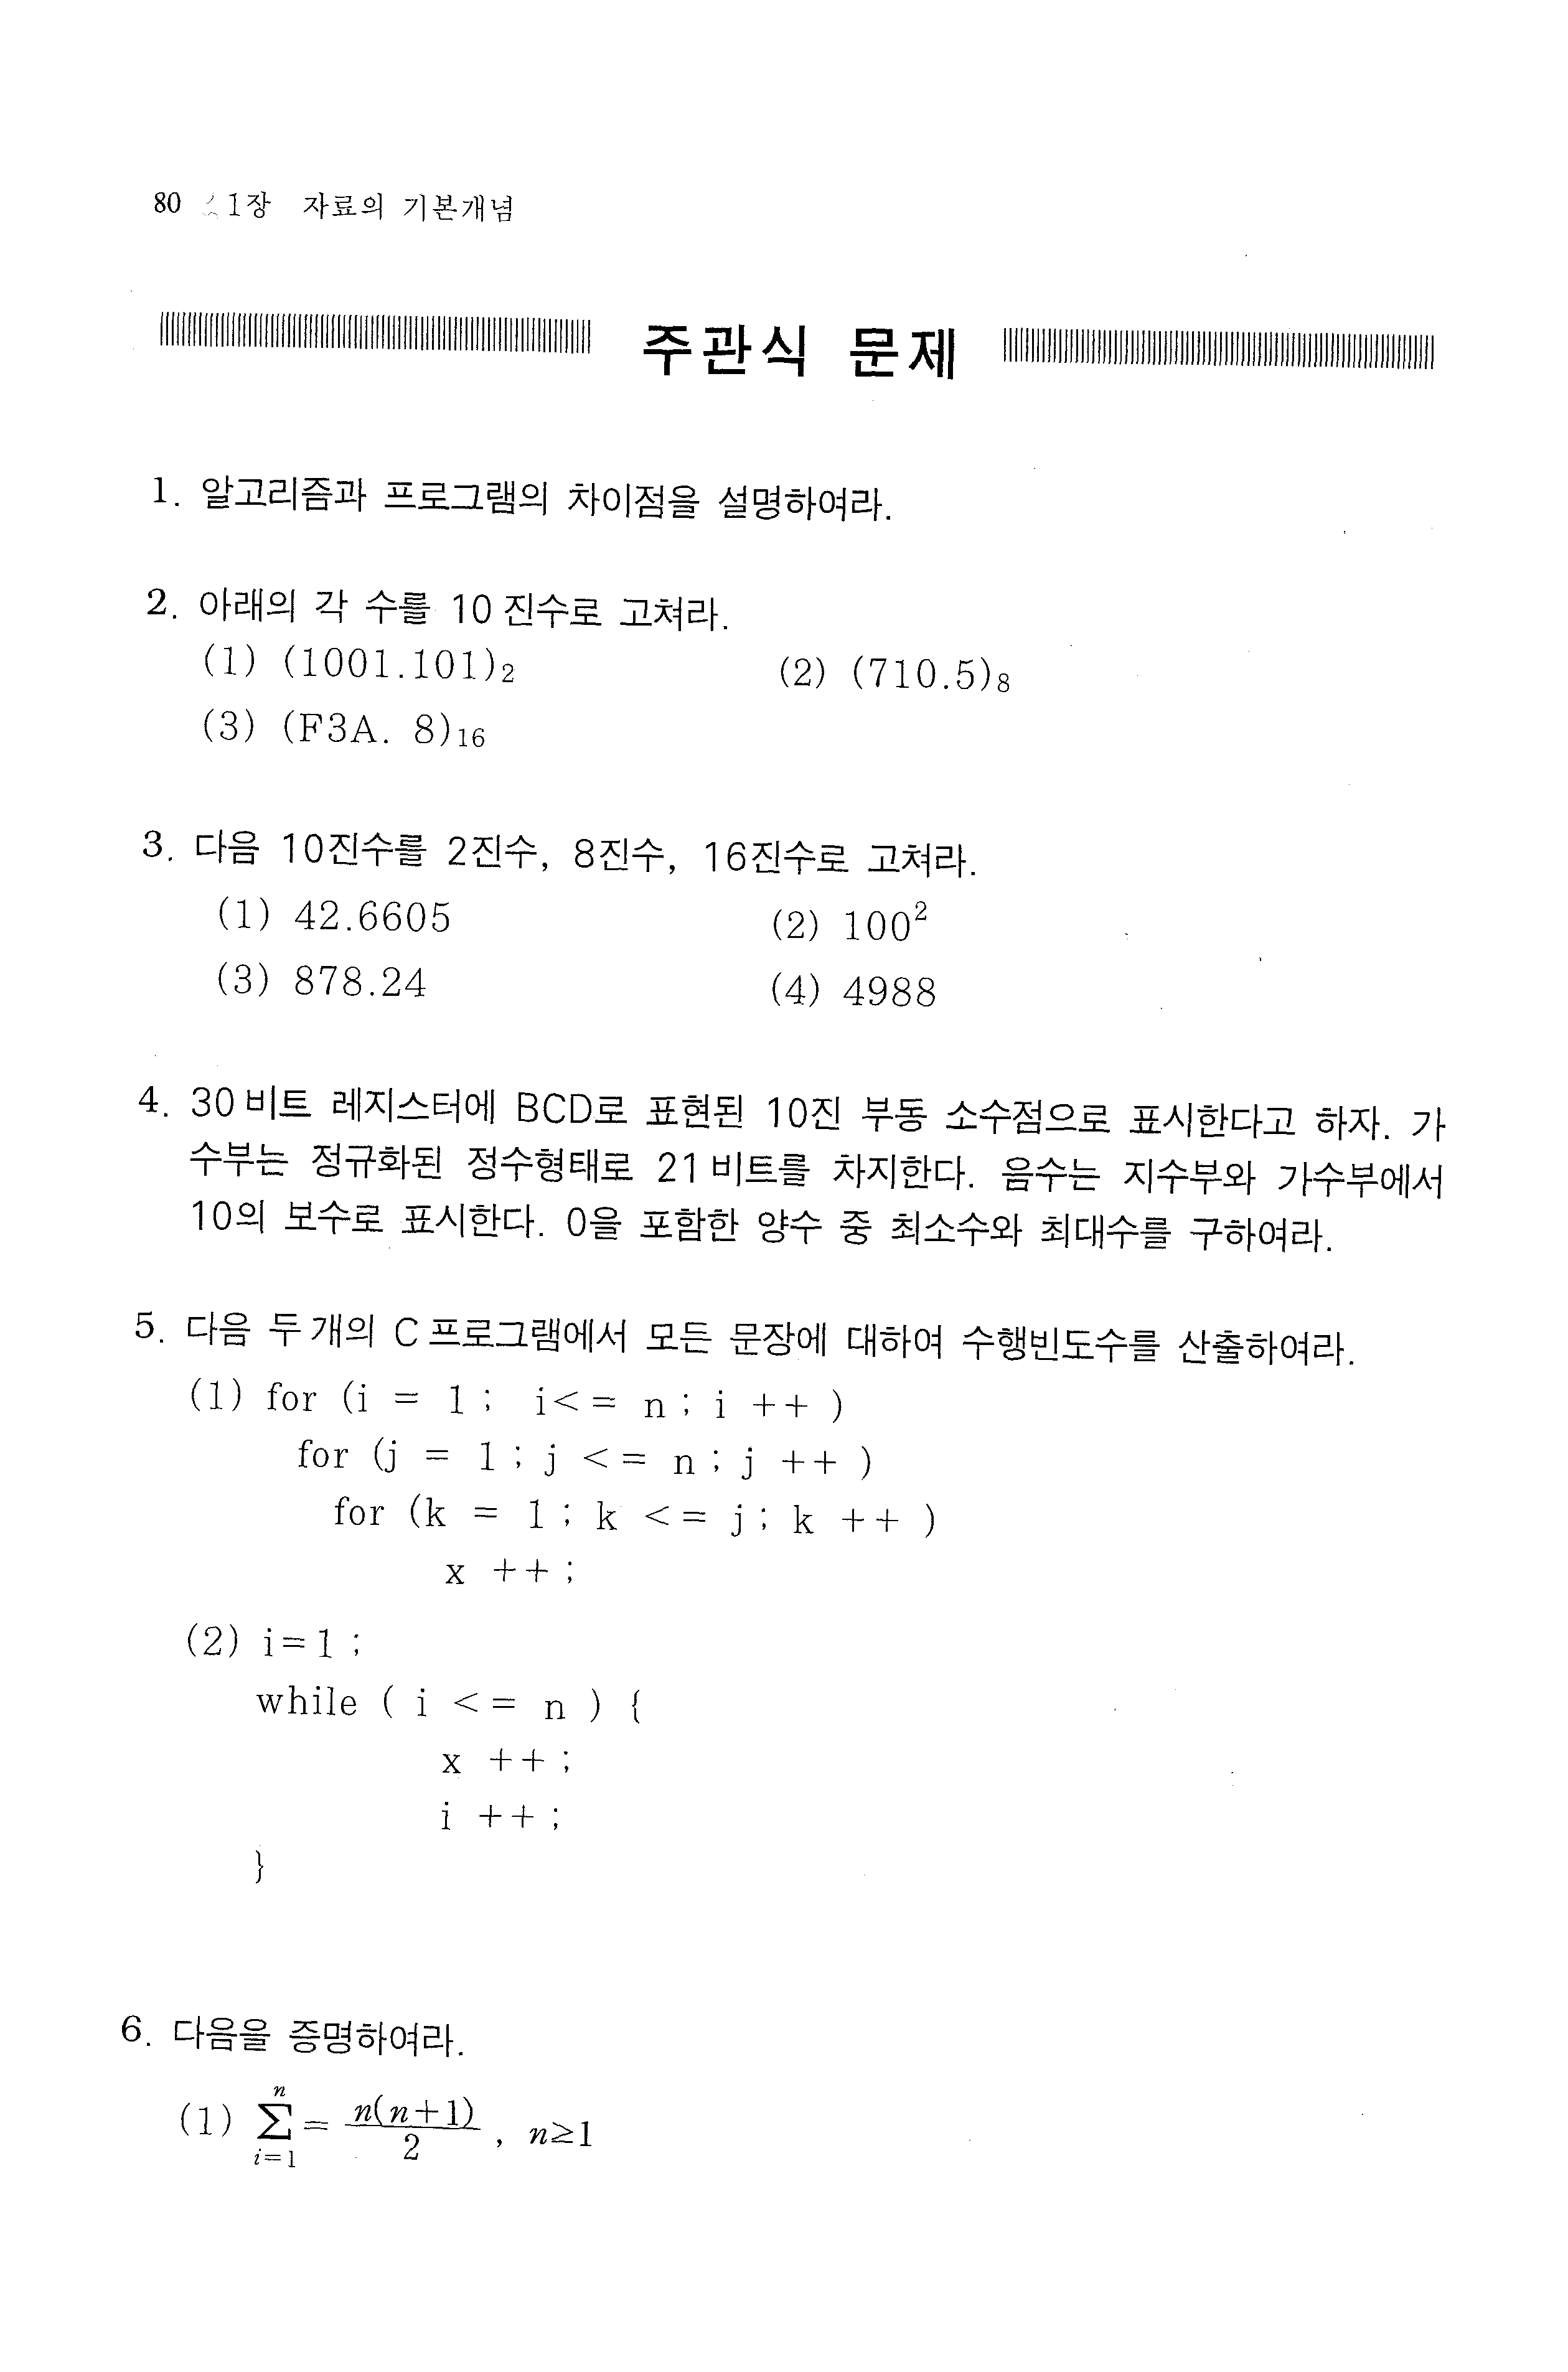 80 1장 자료의 기본개념
주관식 문제
1. 알고리즘과 프로그램의 차이점을 설명하여라.
2. 아래의 각 수를 10 진수로 고쳐라.
(1) (1001.101)₂ (2) (710.5)₈
(3) (F3A. 8)₁₆
3. 다음 10진수를 2진수, 8진수, 16진수로 고쳐라.
(1) 42.6605 (2) 100²
(3) 878.24 (4) 4988
4. 30 비트 레지스터에 BCD로 표현된 10진 부동 소수점으로 표시한다고 하자. 가
수부는 정규화된 정수형태로 21 비트를 차지한다. 음수는 지수부와 가수부에서
10의 보수로 표시한다. 0을 포함한 양수 중 최소수와 최대수를 구하여라.
5. 다음 두 개의 C 프로그램에서 모든 문장에 대하여 수행빈도수를 산출하여라.
(1) for (i = 1 ; i< = n ; i ++ )
for (j = 1 ; j < = n ; j ++ )
for (k = 1 ; k < = j ; k ++ )
x ++ ;
(2) i=1 ;
while ( i < = n ) {
x ++ ;
i ++ ;
}
6. 다음을 증명하여라.
(1) \sum_{i=1}^{n} = \frac{n(n+1)}{2} , n≥1